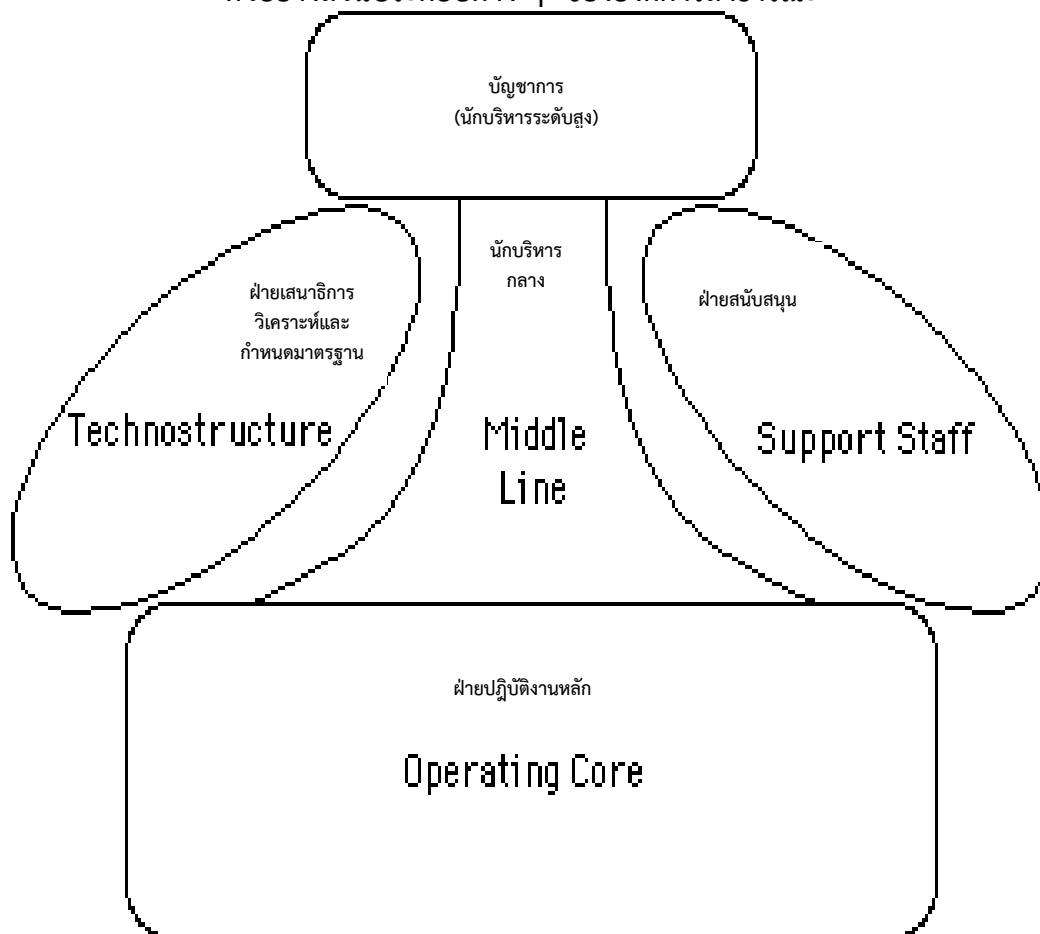 บัญชาการ
(นักบริหารระดับสูง)
นักบริหาร
กลาง
ฝ่ายเสนาธิการ
วิเคราะห์และ
กำหนดมาตรฐาน
ฝ่ายสนับสนุน
Technostructure
Middle
Line
Support Staff
ฝ่ายปฎิบัติงานหลัก
Operating Core